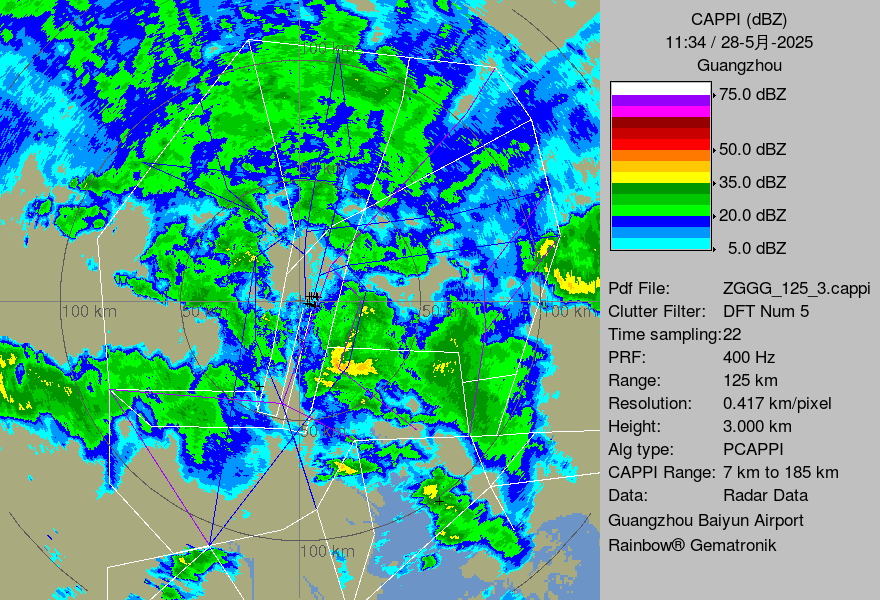 CAPPI (dBZ)
11:34 / 28-5月-2025
Guangzhou
75.0 dBZ
50.0 dBZ
35.0 dBZ
20.0 dBZ
5.0 dBZ
Pdf File: ZGGG_125_3.cappi
Clutter Filter: DFT Num 5
Time sampling:22
PRF: 400 Hz
Range: 125 km
Resolution: 0.417 km/pixel
Height: 3.000 km
Alg type: PCAPPI
CAPPI Range: 7 km to 185 km
Data: Radar Data
Guangzhou Baiyun Airport
Rainbow® Gematronik
100 km
50 km
100 km
50 km
50 km
100 km
50 km
100 km